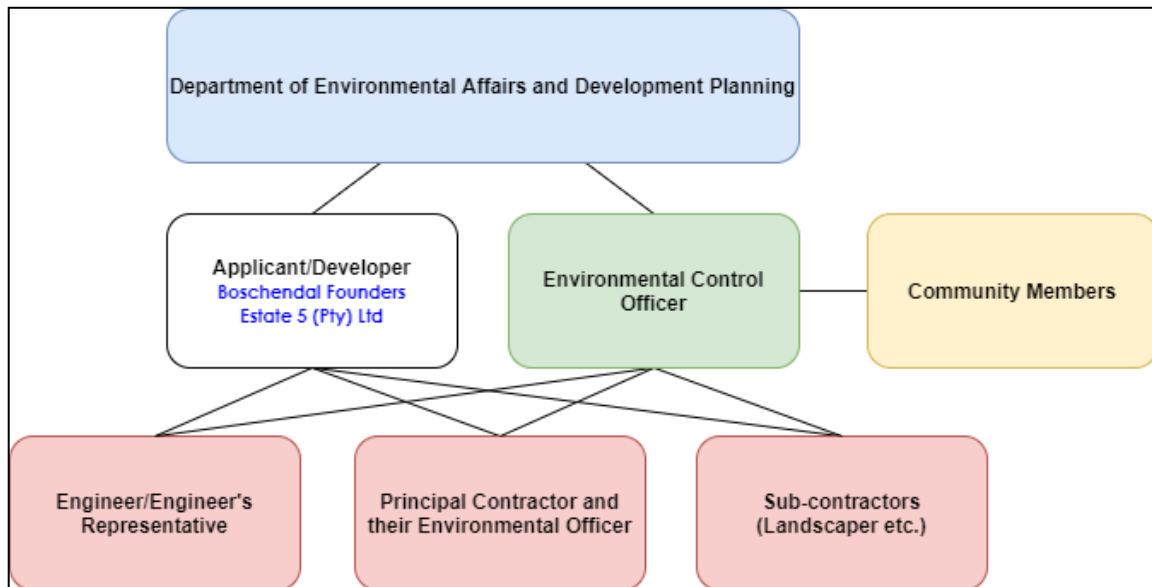 Department of Environmental Affairs and Development Planning
Applicant/Developer
Boschendal Founders
Estate 5 (Pty) Ltd
Environmental Control
Officer
Community Members
Engineer/Engineer's
Representative
Principal Contractor and
their Environmental Officer
Sub-contractors
(Landscaper etc.)